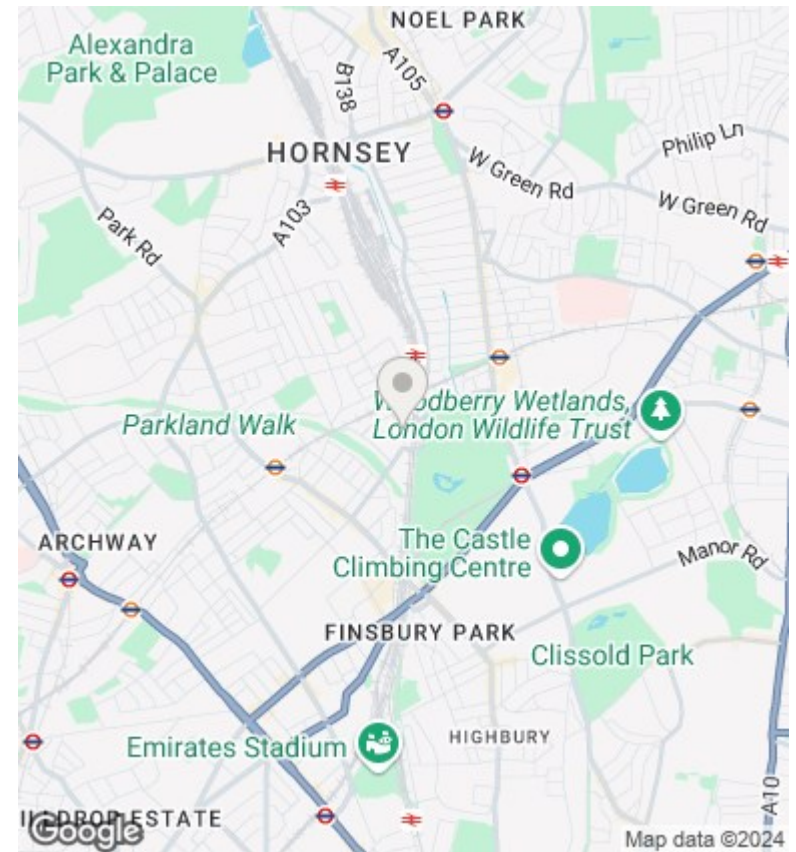 NOEL PARK
Alexandra
Park & Palace
A105
B138
HORNSEY
Philip Ln
W Green Rd
W Green Rd
A103
Park Rd
Woodberry Wetlands,
London Wildlife Trust
Parkland Walk
ARCHWAY
The Castle
Climbing Centre
Manor Rd
FINSBURY PARK
Clissold Park
Emirates Stadium
HIGHBURY
A10
ESTATE
Google
Map data ©2024